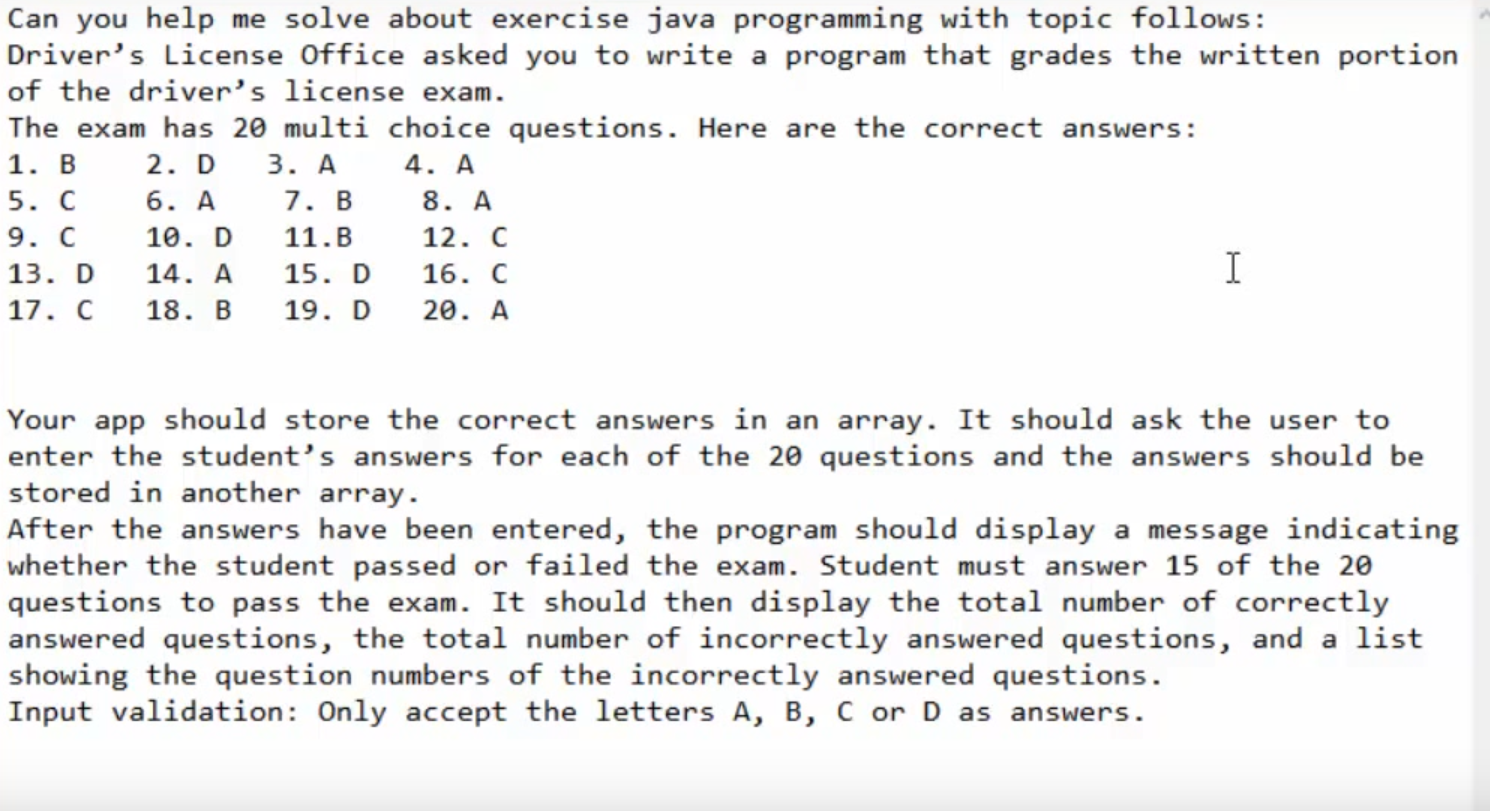 Can you help me solve about exercise java programming with topic follows:
Driver’s License Office asked you to write a program that grades the written portion
of the driver’s license exam.
The exam has 20 multi choice questions. Here are the correct answers:
1. B 2. D 3. A 4. A
5. C 6. A 7. B 8. A
9. C 10. D 11.B 12. C
13. D 14. A 15. D 16. C
17. C 18. B 19. D 20. A
Your app should store the correct answers in an array. It should ask the user to
enter the student’s answers for each of the 20 questions and the answers should be
stored in another array.
After the answers have been entered, the program should display a message indicating
whether the student passed or failed the exam. Student must answer 15 of the 20
questions to pass the exam. It should then display the total number of correctly
answered questions, the total number of incorrectly answered questions, and a list
showing the question numbers of the incorrectly answered questions.
Input validation: Only accept the letters A, B, C or D as answers.